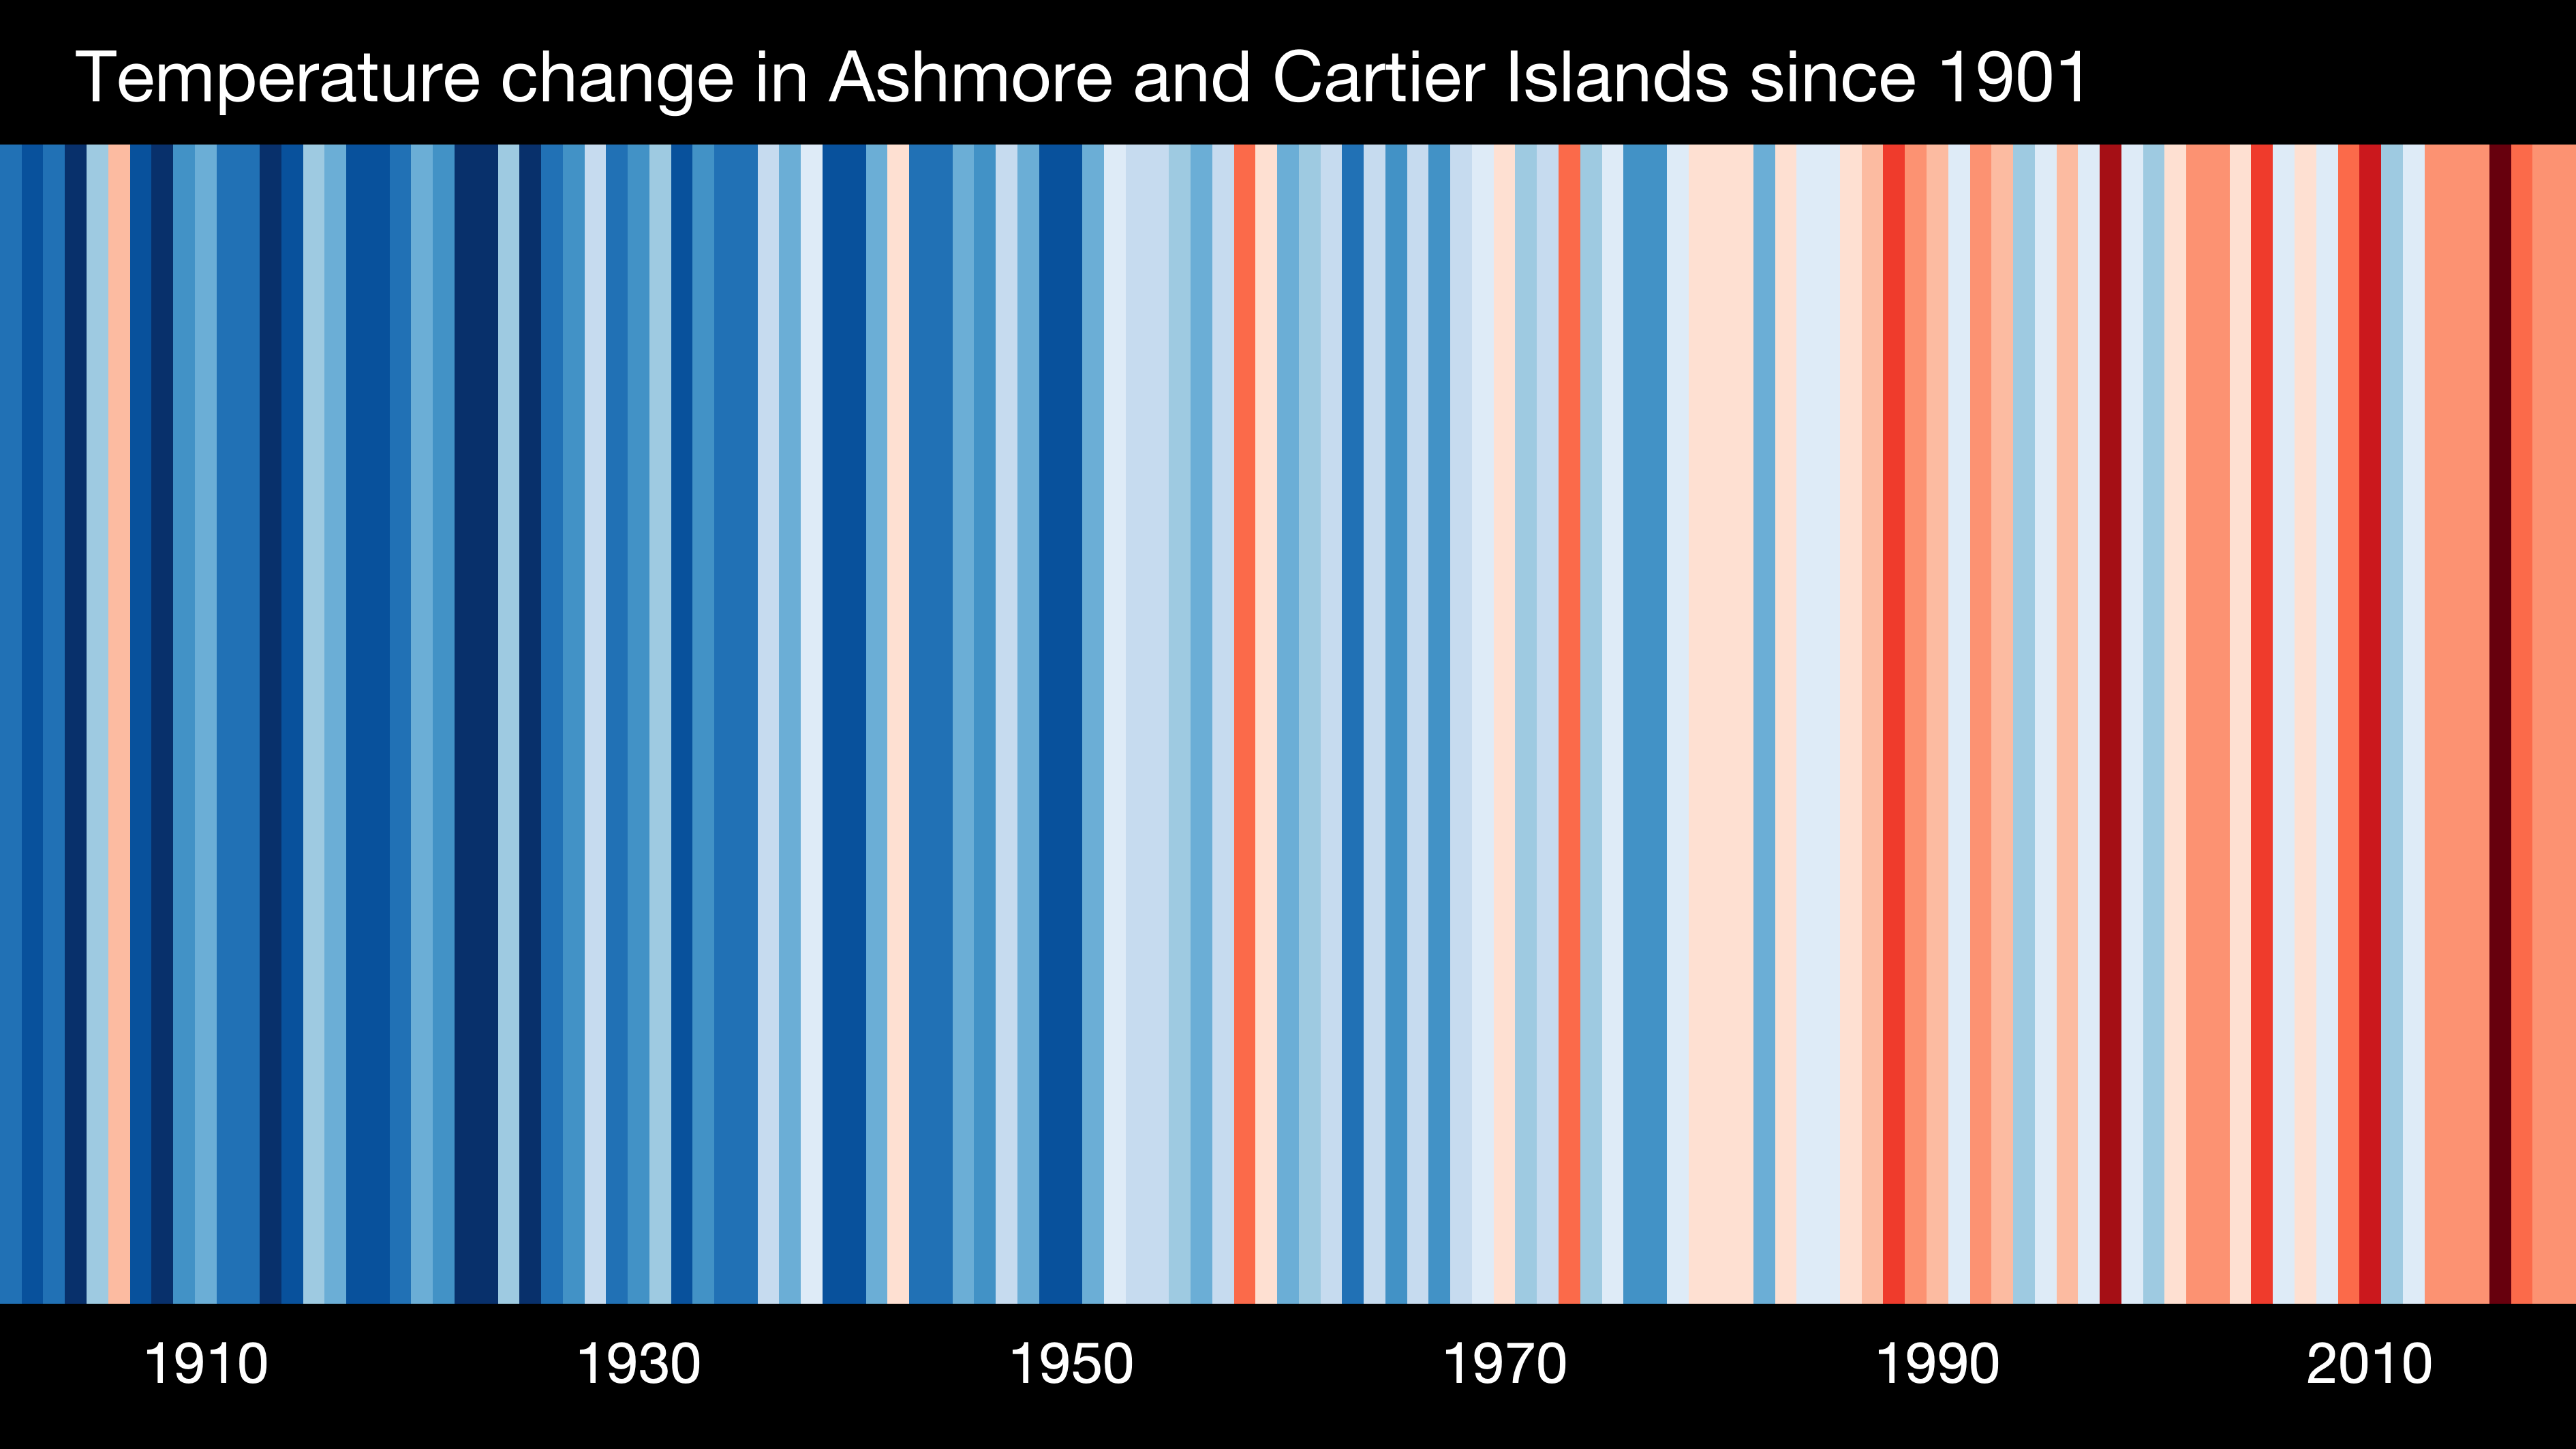 Temperature change in Ashmore and Cartier Islands since 1901
1910 1930 1950 1970 1990 2010